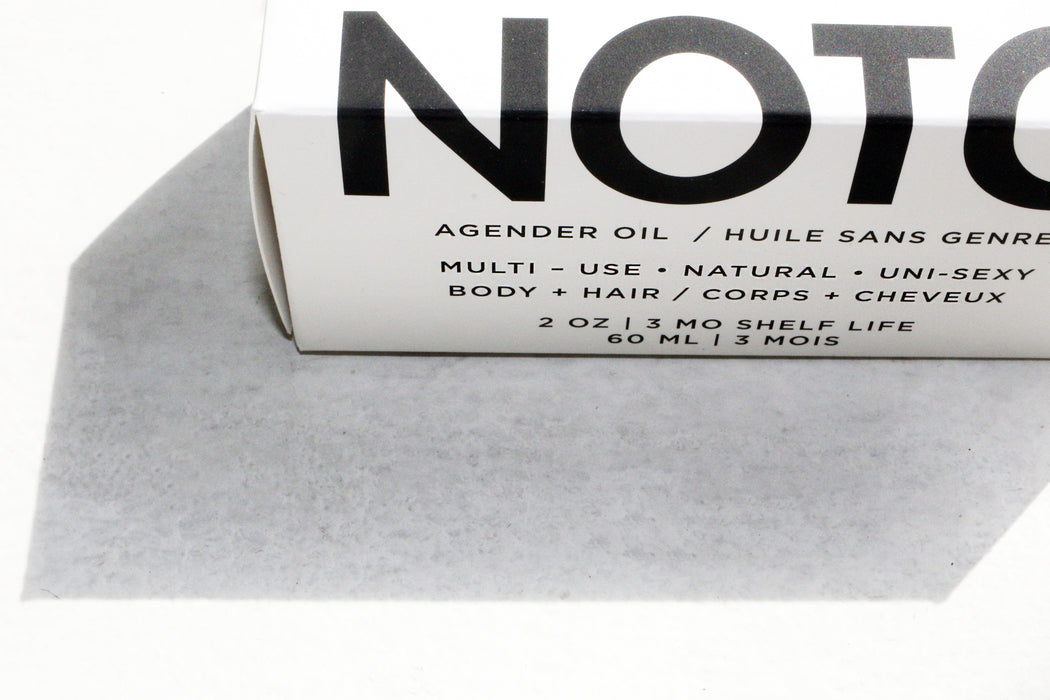 NOTO
AGENDER OIL / HUILE SANS GENRE
MULTI – USE • NATURAL • UNI-SEXY
BODY + HAIR / CORPS + CHEVEUX
2 OZ | 3 MO SHELF LIFE
60 ML | 3 MOIS